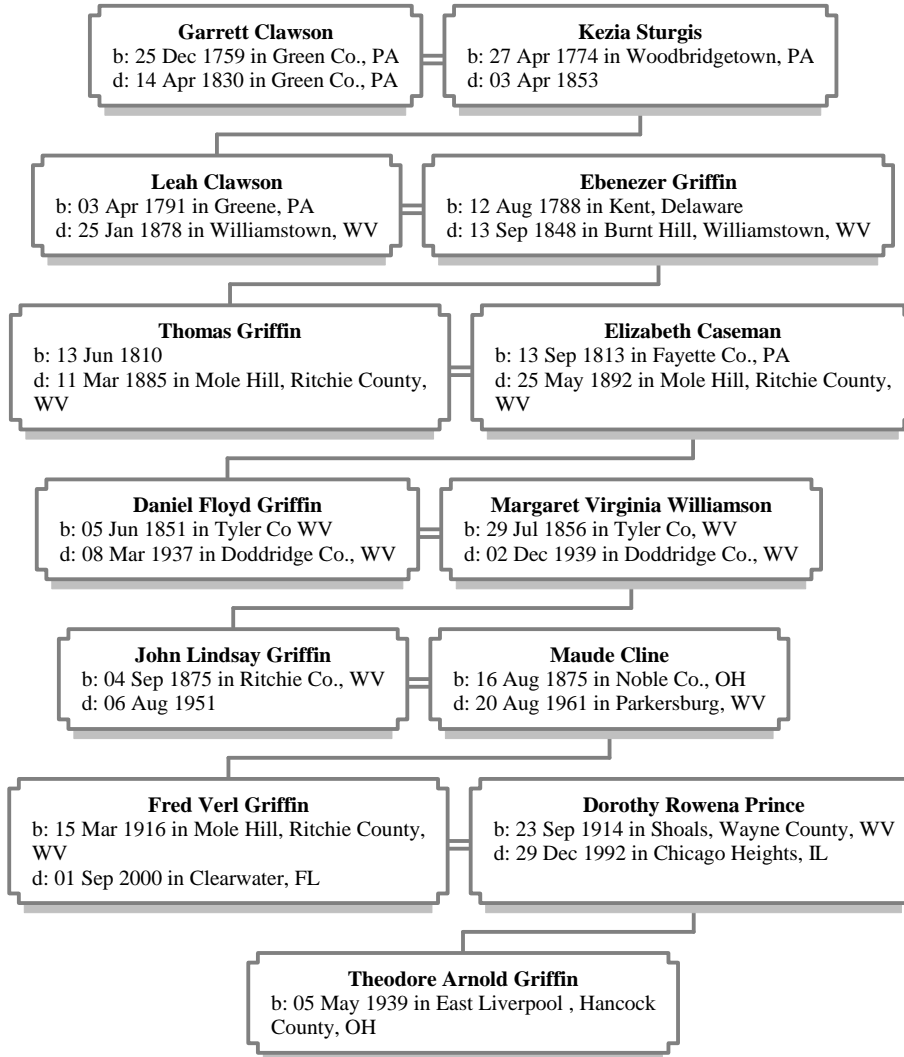 Garrett Clawson
b: 25 Dec 1759 in Green Co., PA
d: 14 Apr 1830 in Green Co., PA
Kezia Sturgis
b: 27 Apr 1774 in Woodbridgetown, PA
d: 03 Apr 1853
Leah Clawson
b: 03 Apr 1791 in Greene, PA
d: 25 Jan 1878 in Williamstown, WV
Ebenezer Griffin
b: 12 Aug 1788 in Kent, Delaware
d: 13 Sep 1848 in Burnt Hill, Williamstown, WV
Thomas Griffin
b: 13 Jun 1810
d: 11 Mar 1885 in Mole Hill, Ritchie County,
WV
Elizabeth Caseman
b: 13 Sep 1813 in Fayette Co., PA
d: 25 May 1892 in Mole Hill, Ritchie County,
WV
Daniel Floyd Griffin
b: 05 Jun 1851 in Tyler Co WV
d: 08 Mar 1937 in Doddridge Co., WV
Margaret Virginia Williamson
b: 29 Jul 1856 in Tyler Co, WV
d: 02 Dec 1939 in Doddridge Co., WV
John Lindsay Griffin
b: 04 Sep 1875 in Ritchie Co., WV
d: 06 Aug 1951
Maude Cline
b: 16 Aug 1875 in Noble Co., OH
d: 20 Aug 1961 in Parkersburg, WV
Fred Verl Griffin
b: 15 Mar 1916 in Mole Hill, Ritchie County,
WV
d: 01 Sep 2000 in Clearwater, FL
Dorothy Rowena Prince
b: 23 Sep 1914 in Shoals, Wayne County, WV
d: 29 Dec 1992 in Chicago Heights, IL
Theodore Arnold Griffin
b: 05 May 1939 in East Liverpool , Hancock
County, OH